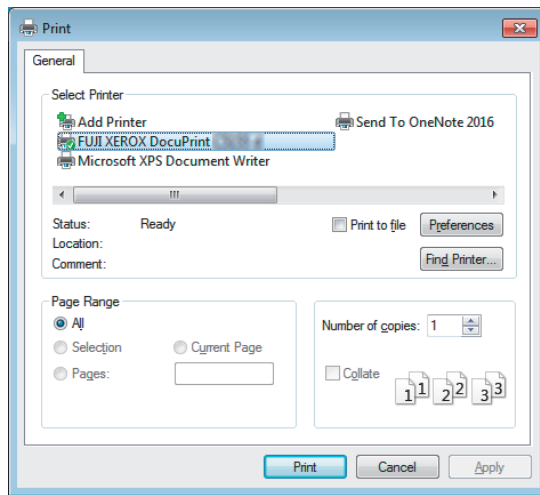 Print
General
Select Printer
Add Printer
Send To OneNote 2016
FUJI XEROX DocuPrint
Microsoft XPS Document Writer
Status: Ready
Print to file
Preferences
Location:
Comment:
Find Printer...
Page Range
All
Number of copies: 1
Selection
Current Page
Pages:
Collate
1 1 2 2 3 3
Print
Cancel
Apply